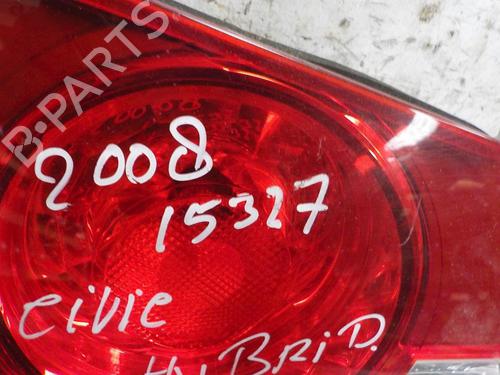 B-PARTS
2008
15327
civic
HYBRID.